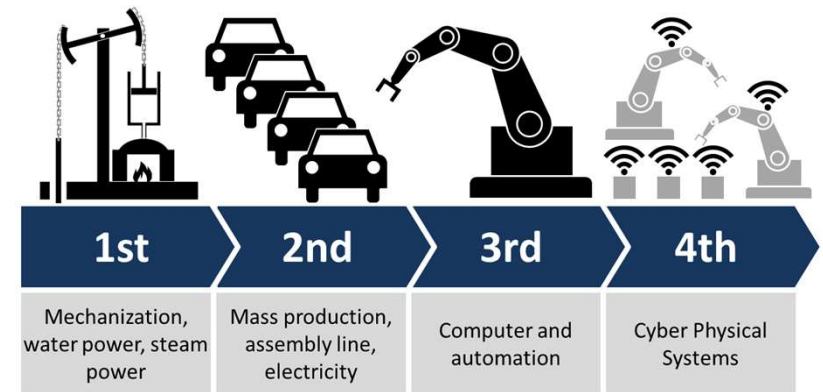 1st
2nd
3rd
4th
Mechanization,
water power, steam
power
Mass production,
assembly line,
electricity
Computer and
automation
Cyber Physical
Systems